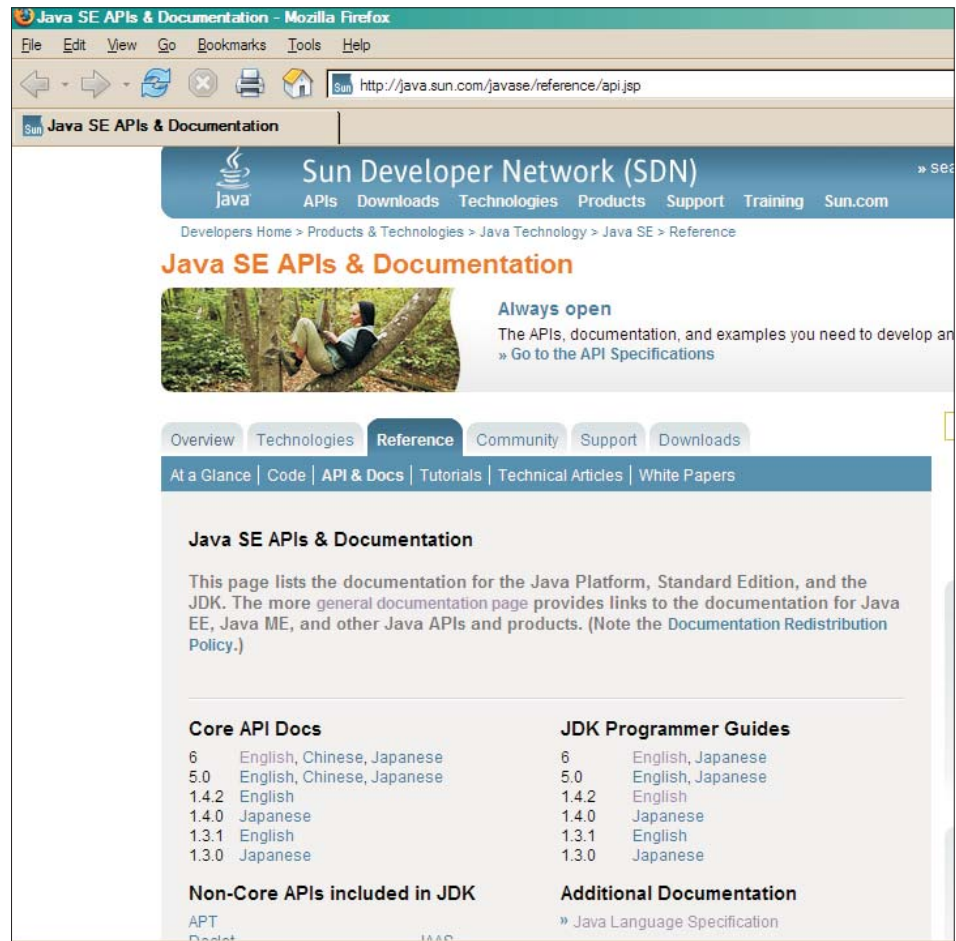 Java SE APIs & Documentation - Mozilla Firefox
File Edit View Go Bookmarks Tools Help
Sun http://java.sun.com/javase/reference/api.jsp
Sun Java SE APIs & Documentation
Java
Sun Developer Network (SDN)
» sea
APIs Downloads Technologies Products Support Training Sun.com
Developers Home > Products & Technologies > Java Technology > Java SE > Reference
Java SE APIs & Documentation
Always open
The APIs, documentation, and examples you need to develop an
» Go to the API Specifications
Overview Technologies Reference Community Support Downloads
At a Glance | Code | API & Docs | Tutorials | Technical Articles | White Papers
Java SE APIs & Documentation
This page lists the documentation for the Java Platform, Standard Edition, and the
JDK. The more general documentation page provides links to the documentation for Java
EE, Java ME, and other Java APIs and products. (Note the Documentation Redistribution
Policy.)
Core API Docs
6 English, Chinese, Japanese
5.0 English, Chinese, Japanese
1.4.2 English
1.4.0 Japanese
1.3.1 English
1.3.0 Japanese
JDK Programmer Guides
6 English, Japanese
5.0 English, Japanese
1.4.2 English
1.4.0 Japanese
1.3.1 English
1.3.0 Japanese
Non-Core APIs included in JDK
APT
Doclet JAAS
Additional Documentation
» Java Language Specification